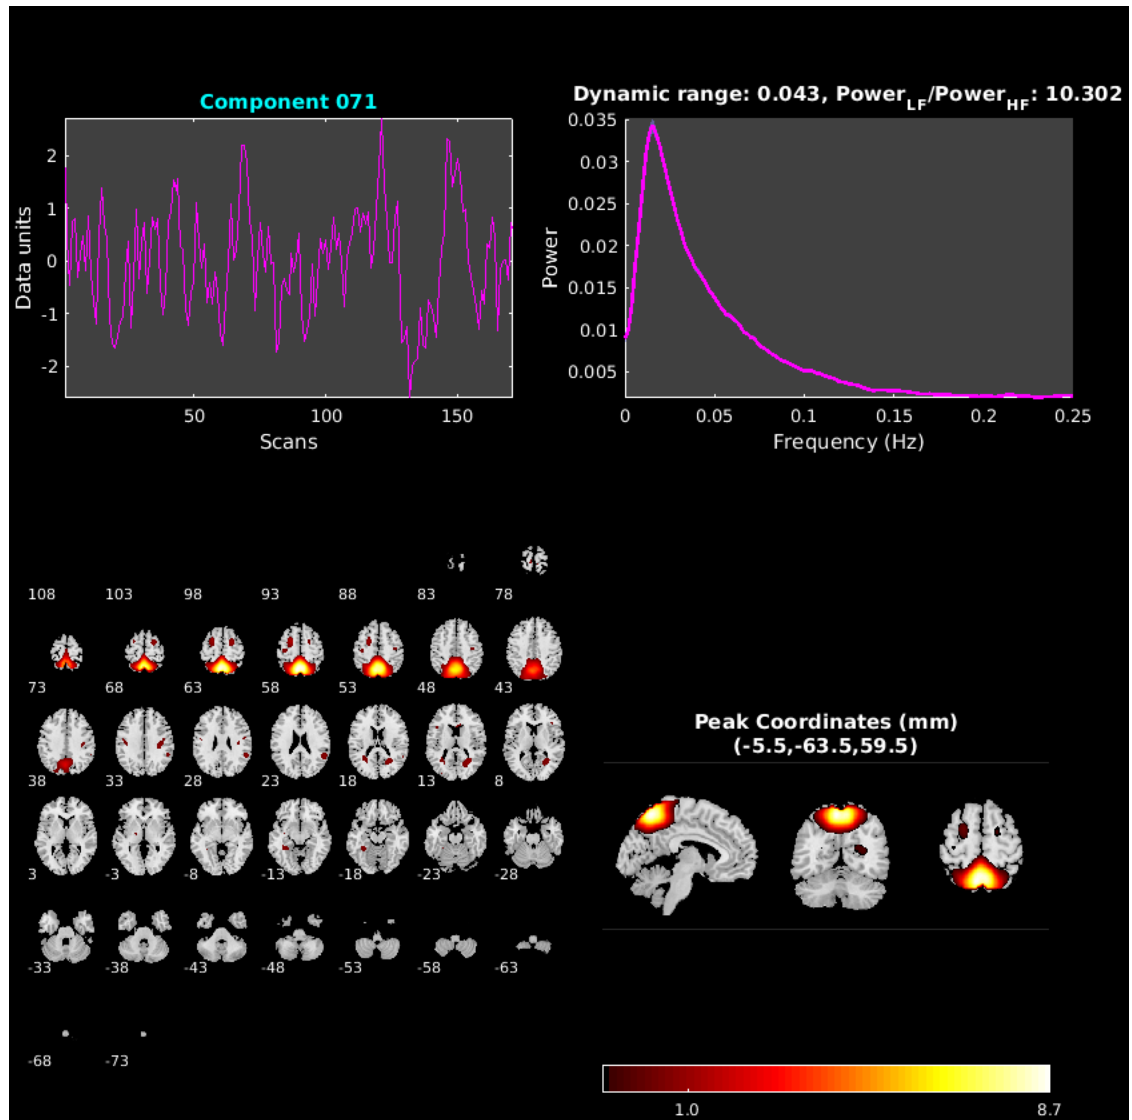 Component 071
Dynamic range: 0.043, Power_LF/Power_HF: 10.302
2
1
0
-1
-2
Data units
50
100
150
Scans
0.035
0.03
0.025
0.02
0.015
0.01
0.005
Power
0
0.05
0.1
0.15
0.2
0.25
Frequency (Hz)
108 103 98 93 88 83 78
73 68 63 58 53 48 43
38 33 28 23 18 13 8
3 -3 -8 -13 -18 -23 -28
-33 -38 -43 -48 -53 -58 -63
-68 -73
Peak Coordinates (mm)
(-5.5,-63.5,59.5)
1.0 8.7